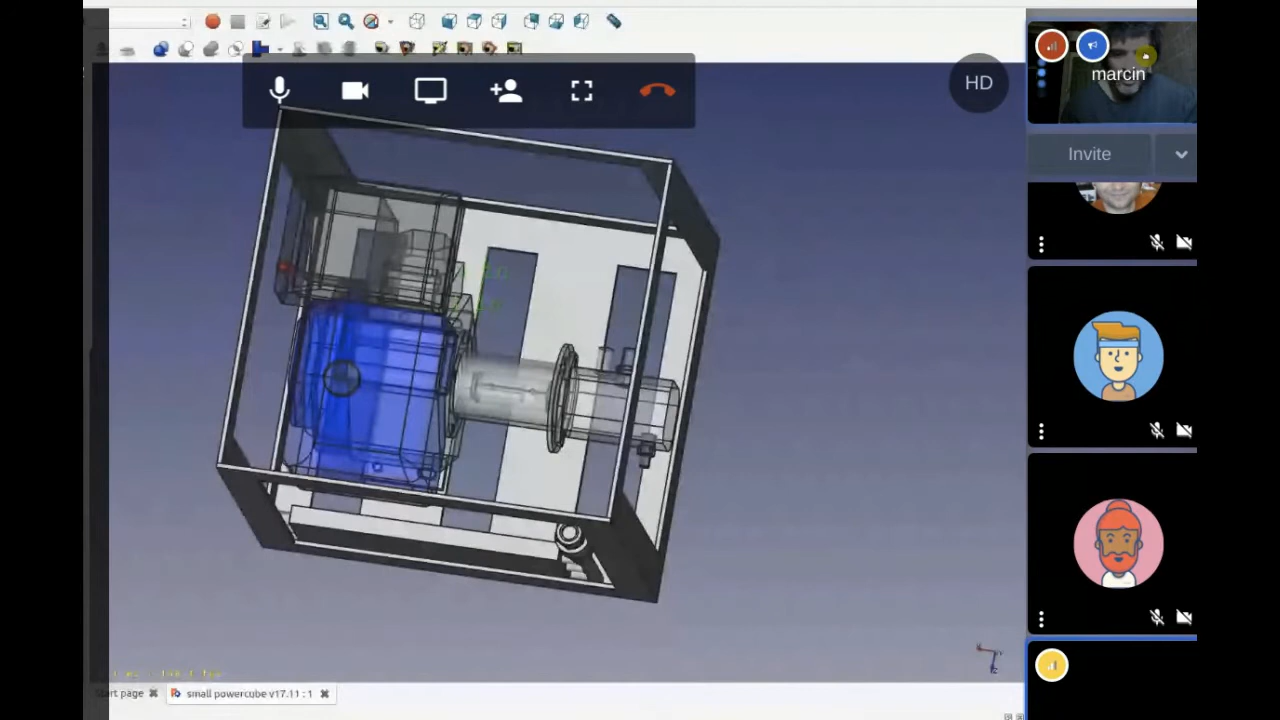 HD
marcin
Invite
Start page
small powercube v17.11 : 1